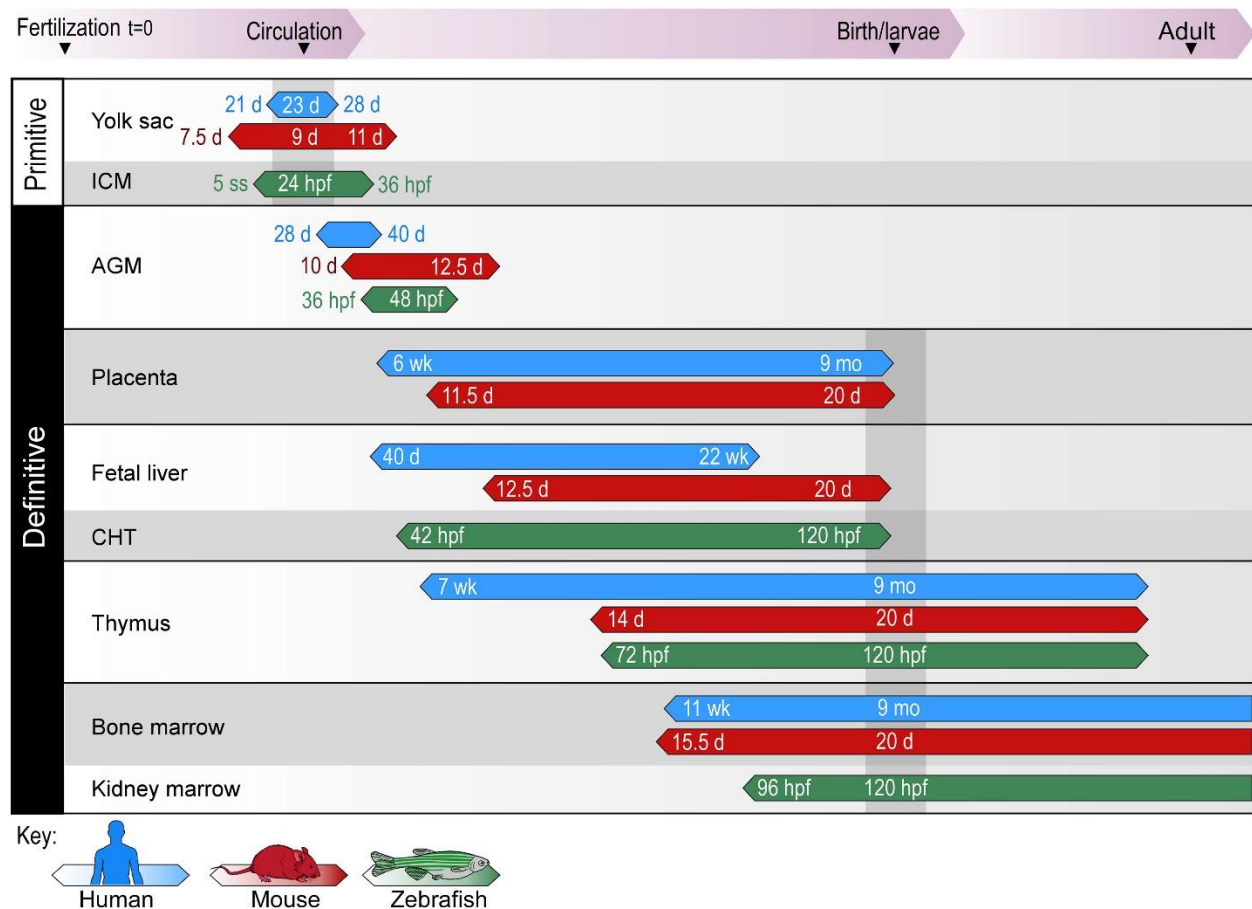 Fertilization t=0 Circulation Birth/larvae Adult
Primitive
Yolk sac
21 d 23 d 28 d
7.5 d 9 d 11 d
ICM
5 ss 24 hpf 36 hpf
Definitive
AGM
28 d 40 d
10 d 12.5 d
36 hpf 48 hpf
Placenta
6 wk 9 mo
11.5 d 20 d
Fetal liver
40 d 22 wk
12.5 d 20 d
CHT
42 hpf 120 hpf
Thymus
7 wk 9 mo
14 d 20 d
72 hpf 120 hpf
Bone marrow
11 wk 9 mo
15.5 d 20 d
Kidney marrow
96 hpf 120 hpf
Key:
Human Mouse Zebrafish